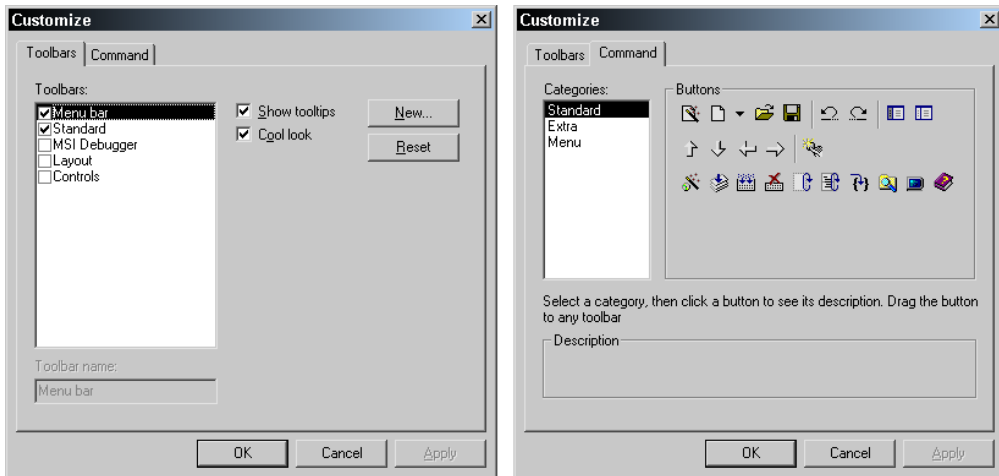 Customize
Toolbars Command
Toolbars:
Menu bar
Standard
MSI Debugger
Layout
Controls
Show tooltips
Cool look
New...
Reset
Toolbar name:
Menu bar
OK Cancel Apply
Customize
Toolbars Command
Categories:
Standard
Extra
Menu
Buttons
Select a category, then click a button to see its description. Drag the button
to any toolbar
Description
OK Cancel Apply